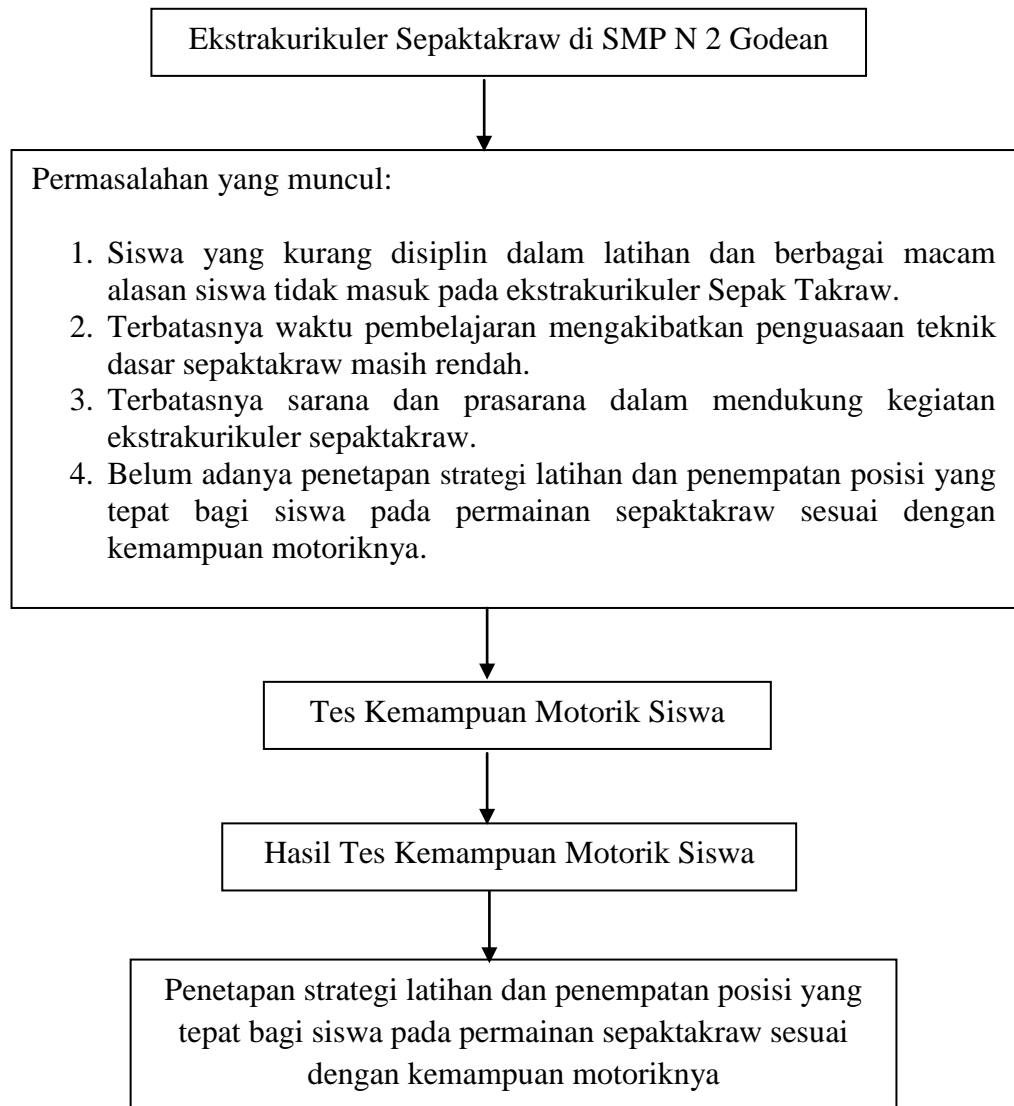 Ekstrakurikuler Sepaktakraw di SMP N 2 Godean
Permasalahan yang muncul:
1. Siswa yang kurang disiplin dalam latihan dan berbagai macam
alasan siswa tidak masuk pada ekstrakurikuler Sepak Takraw.
2. Terbatasnya waktu pembelajaran mengakibatkan penguasaan teknik
dasar sepaktakraw masih rendah.
3. Terbatasnya sarana dan prasarana dalam mendukung kegiatan
ekstrakurikuler sepaktakraw.
4. Belum adanya penetapan strategi latihan dan penempatan posisi yang
tepat bagi siswa pada permainan sepaktakraw sesuai dengan
kemampuan motoriknya.
Tes Kemampuan Motorik Siswa
Hasil Tes Kemampuan Motorik Siswa
Penetapan strategi latihan dan penempatan posisi yang
tepat bagi siswa pada permainan sepaktakraw sesuai
dengan kemampuan motoriknya